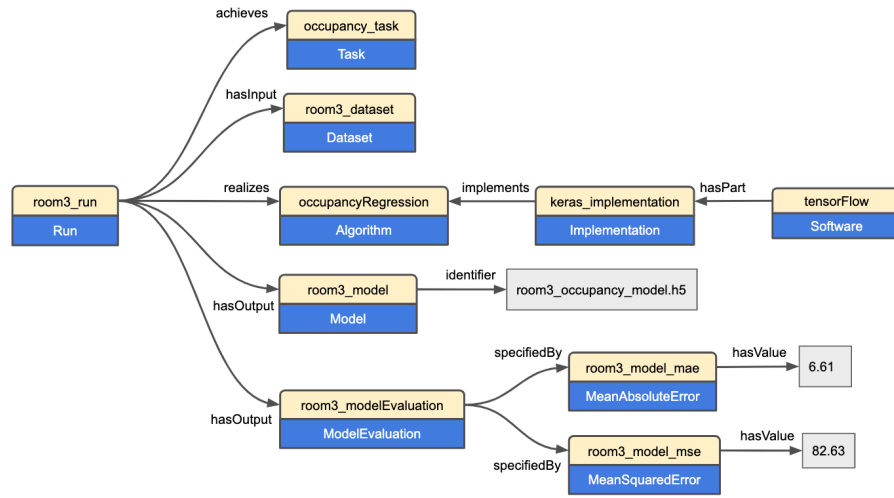 achieves
occupancy_task
Task
hasInput
room3_dataset
Dataset
room3_run
Run
realizes
occupancyRegression
Algorithm
implements
keras_implementation
Implementation
hasPart
tensorFlow
Software
hasOutput
room3_model
Model
identifier
room3_occupancy_model.h5
hasOutput
room3_modelEvaluation
ModelEvaluation
specifiedBy
room3_model_mae
MeanAbsoluteError
hasValue
6.61
specifiedBy
room3_model_mse
MeanSquaredError
hasValue
82.63